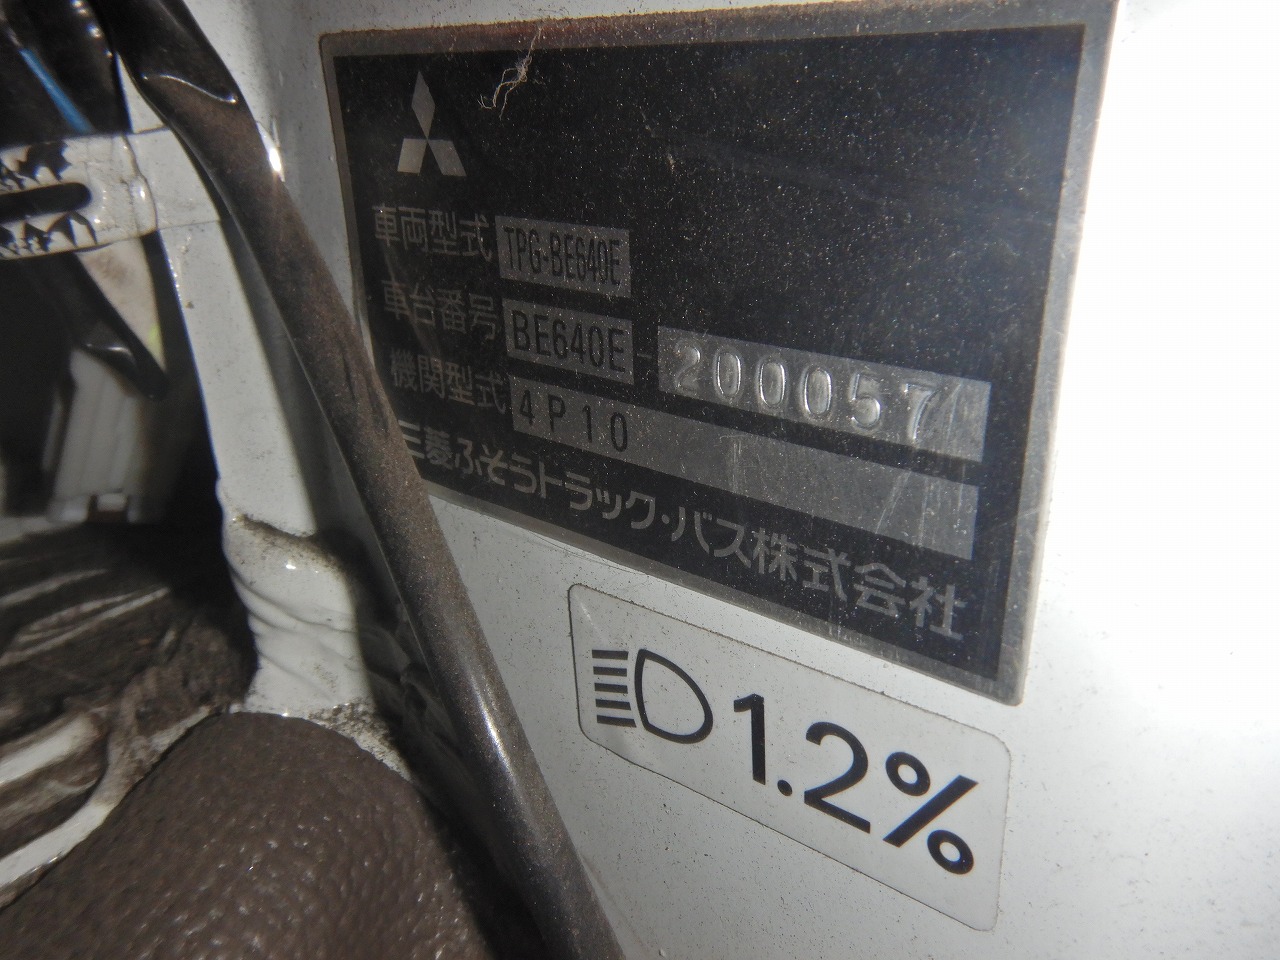 車両型式 TPG-BE640E
車台番号 BE640E-200057
機関型式 4P10
三菱ふそうトラック・バス株式会社
1.2%